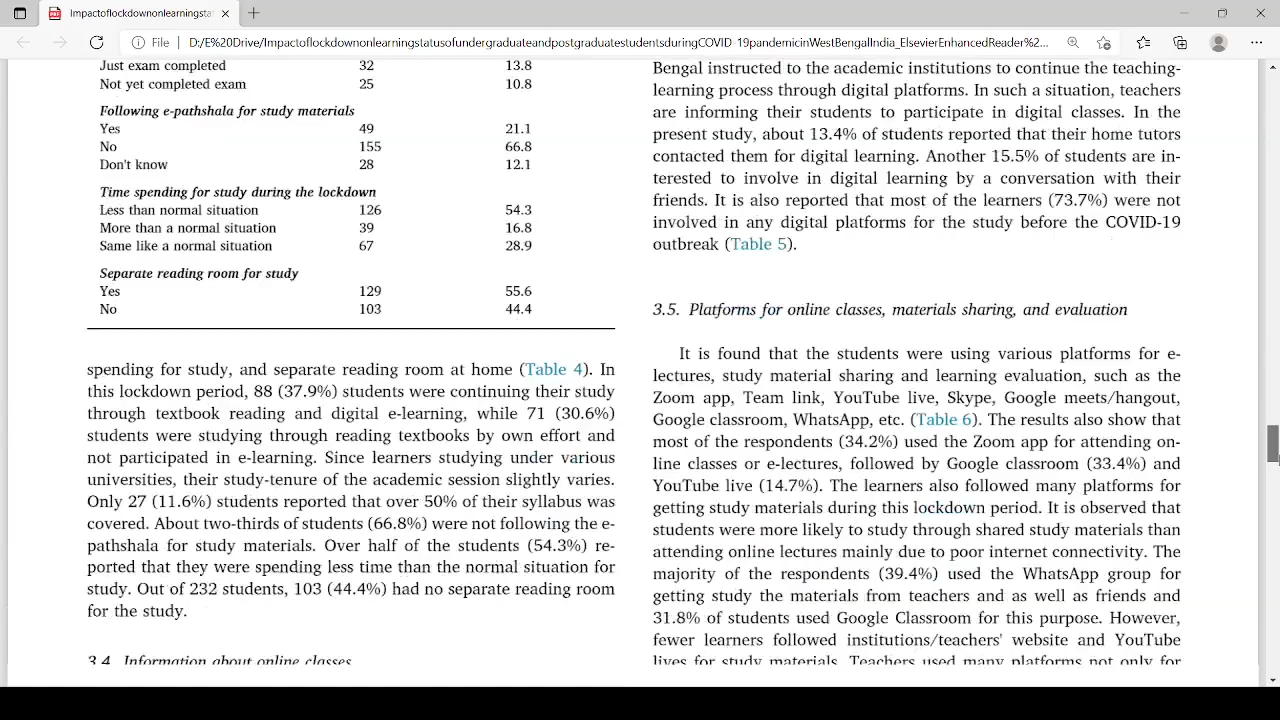 Impactoflockdownonlearningsta
File
D:/E%20Drive/ImpactoflockdownonlearningstatusofundergraduateandpostgraduatestudentsduringCOVID-19pandemicinWestBengalIndia_ElsevierEnhancedReader%2...
Just exam completed 32 13.8
Not yet completed exam 25 10.8
Following e-pathshala for study materials
Yes 49 21.1
No 155 66.8
Don't know 28 12.1
Time spending for study during the lockdown
Less than normal situation 126 54.3
More than a normal situation 39 16.8
Same like a normal situation 67 28.9
Separate reading room for study
Yes 129 55.6
No 103 44.4
spending for study, and separate reading room at home (Table 4). In
this lockdown period, 88 (37.9%) students were continuing their study
through textbook reading and digital e-learning, while 71 (30.6%)
students were studying through reading textbooks by own effort and
not participated in e-learning. Since learners studying under various
universities, their study-tenure of the academic session slightly varies.
Only 27 (11.6%) students reported that over 50% of their syllabus was
covered. About two-thirds of students (66.8%) were not following the e-
pathshala for study materials. Over half of the students (54.3%) re-
ported that they were spending less time than the normal situation for
study. Out of 232 students, 103 (44.4%) had no separate reading room
for the study.
3.4. Information about online classes
Bengal instructed to the academic institutions to continue the teaching-
learning process through digital platforms. In such a situation, teachers
are informing their students to participate in digital classes. In the
present study, about 13.4% of students reported that their home tutors
contacted them for digital learning. Another 15.5% of students are in-
terested to involve in digital learning by a conversation with their
friends. It is also reported that most of the learners (73.7%) were not
involved in any digital platforms for the study before the COVID-19
outbreak (Table 5).
3.5. Platforms for online classes, materials sharing, and evaluation
It is found that the students were using various platforms for e-
lectures, study material sharing and learning evaluation, such as the
Zoom app, Team link, YouTube live, Skype, Google meets/hangout,
Google classroom, WhatsApp, etc. (Table 6). The results also show that
most of the respondents (34.2%) used the Zoom app for attending on-
line classes or e-lectures, followed by Google classroom (33.4%) and
YouTube live (14.7%). The learners also followed many platforms for
getting study materials during this lockdown period. It is observed that
students were more likely to study through shared study materials than
attending online lectures mainly due to poor internet connectivity. The
majority of the respondents (39.4%) used the WhatsApp group for
getting study the materials from teachers and as well as friends and
31.8% of students used Google Classroom for this purpose. However,
fewer learners followed institutions/teachers' website and YouTube
lives for study materials. Teachers used many platforms not only for